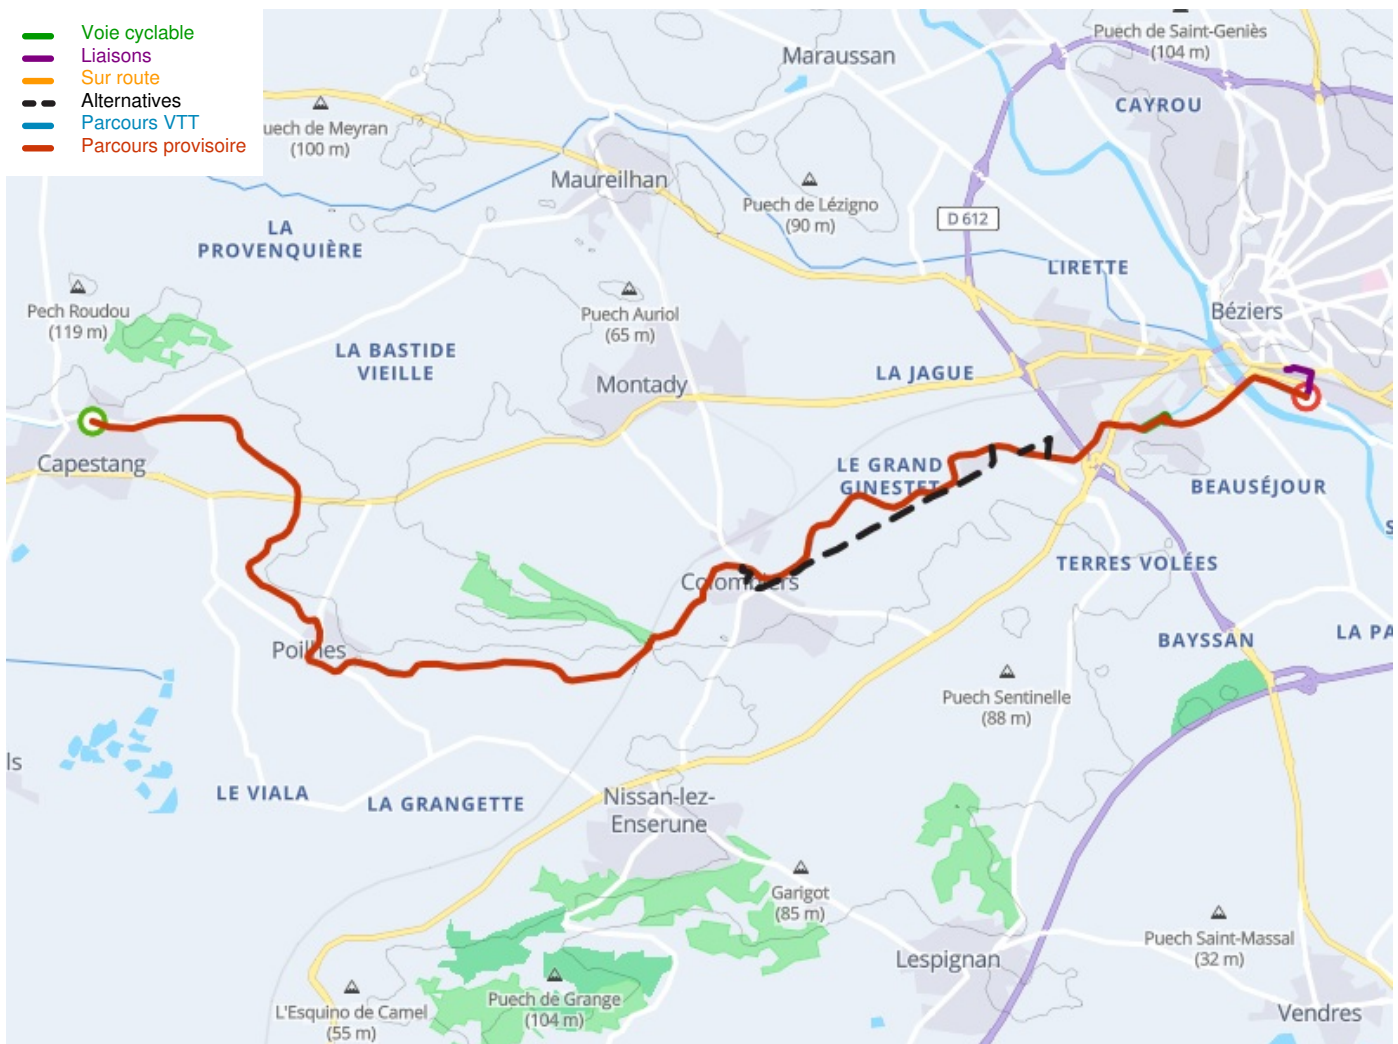 Voie cyclable
Liaisons
Sur route
Alternatives
Parcours VTT
Parcours provisoire
Puech de Saint-Geniès
(104 m)
Maraussan
CAYROU
uech de Meyran
(100 m)
Maureilhan
Puech de Lézigno
(90 m)
D 612
LA
PROVENQUIÈRE
LIRETTE
Pech Roudou
(119 m)
Puech Auriol
(65 m)
Béziers
LA BASTIDE
VIEILLE
LA JAGUE
Montady
Capestang
LE GRAND
GINESTET
BEAUSÉJOUR
S
TERRES VOLÉES
Colombiers
BAYSSAN
LA PA
Poilhes
Puech Sentinelle
(88 m)
ls
LE VIALA
LA GRANGETTE
Nissan-lez-
Enserune
Garigot
(85 m)
Lespignan
Puech Saint-Massal
(32 m)
L'Esquino de Camel
(55 m)
Puech de Grange
(104 m)
Vendres